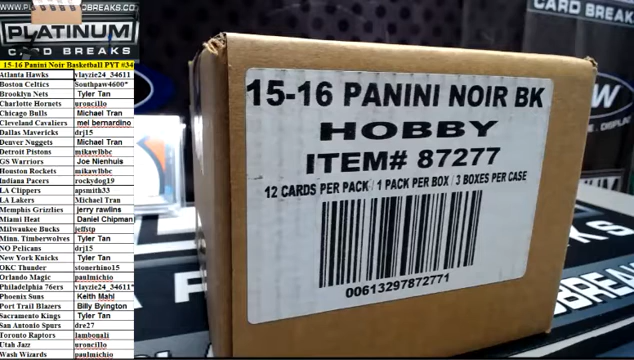 PLATINUM
CARD BREAKS
15-16 Panini Noir Basketball PYT #34
Atlanta Hawks vlayzie24_34611
Boston Celtics Southpaw4600*
Brooklyn Nets Tyler Tan
Charlotte Hornets uroncillo
Chicago Bulls Michael Tran
Cleveland Cavaliers mel bernardino
Dallas Mavericks drj15
Denver Nuggets Michael Tran
Detroit Pistons mikawlbbc
GS Warriors Joe Nienhuis
Houston Rockets mikawlbbc
Indiana Pacers rockydog19
LA Clippers apsmith33
LA Lakers Michael Tran
Memphis Grizzlies jerry rawlins
Miami Heat Daniel Chipman
Milwaukee Bucks jeffstp
Minn. Timberwolves Tyler Tan
NO Pelicans drj15
New York Knicks Tyler Tan
OKC Thunder stonerhino15
Orlando Magic paulmichio
Philadelphia 76ers vlayzie24_34611*
Phoenix Suns Keith Mahl
Port Trail Blazers Billy Byington
Sacramento Kings Tyler Tan
San Antonio Spurs dre27
Toronto Raptors lambonali
Utah Jazz uroncillo
Wash Wizards paulmichio
15-16 PANINI NOIR BK
HOBBY
ITEM# 87277
12 CARDS PER PACK / 1 PACK PER BOX / 3 BOXES PER CASE
00613297872771
CARD BREAKS